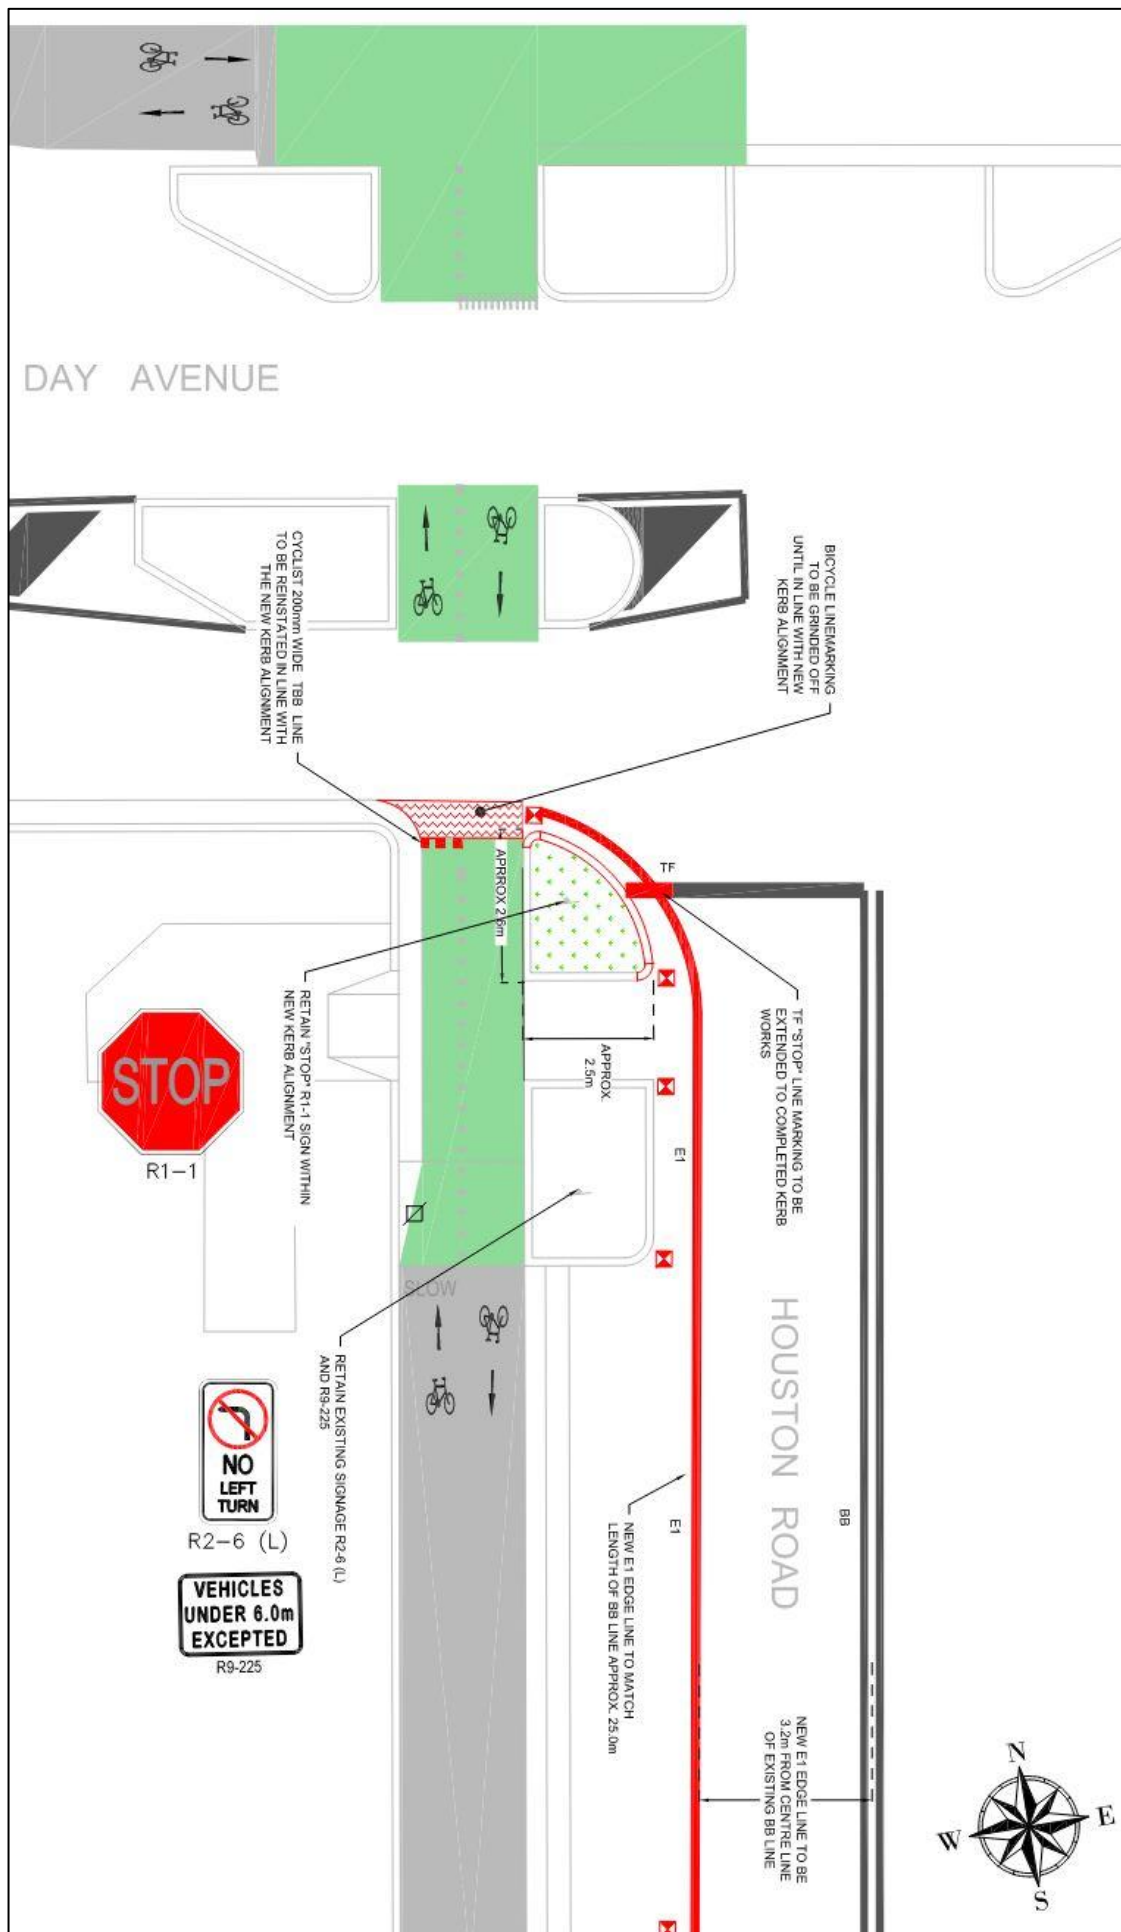 DAY AVENUE
BICYCLE LINEMARKING
TO BE GRINDED OFF
UNTIL IN LINE WITH NEW
KERB ALIGNMENT
CYCLIST 200mm WIDE TBB LINE
TO BE REINSTATED IN LINE WITH
THE NEW KERB ALIGNMENT
TF
APRROX 2.6m
APPROX.
2.5m
TF "STOP" LINE MARKING TO BE
EXTENDED TO COMPLETED KERB
WORKS
RETAIN "STOP" R1-1 SIGN WITHIN
NEW KERB ALIGNMENT
STOP
R1-1
E1
SLOW
HOUSTON ROAD
RETAIN EXISTING SIGNAGE R2-6 (L)
AND R9-225
NO
LEFT
TURN
R2-6 (L)
VEHICLES
UNDER 6.0m
EXCEPTED
R9-225
E1
BB
NEW E1 EDGE LINE TO MATCH
LENGTH OF BB LINE APPROX. 25.0m
NEW E1 EDGE LINE TO BE
3.2m FROM CENTRE LINE
OF EXISTING BB LINE
N
E
W
S